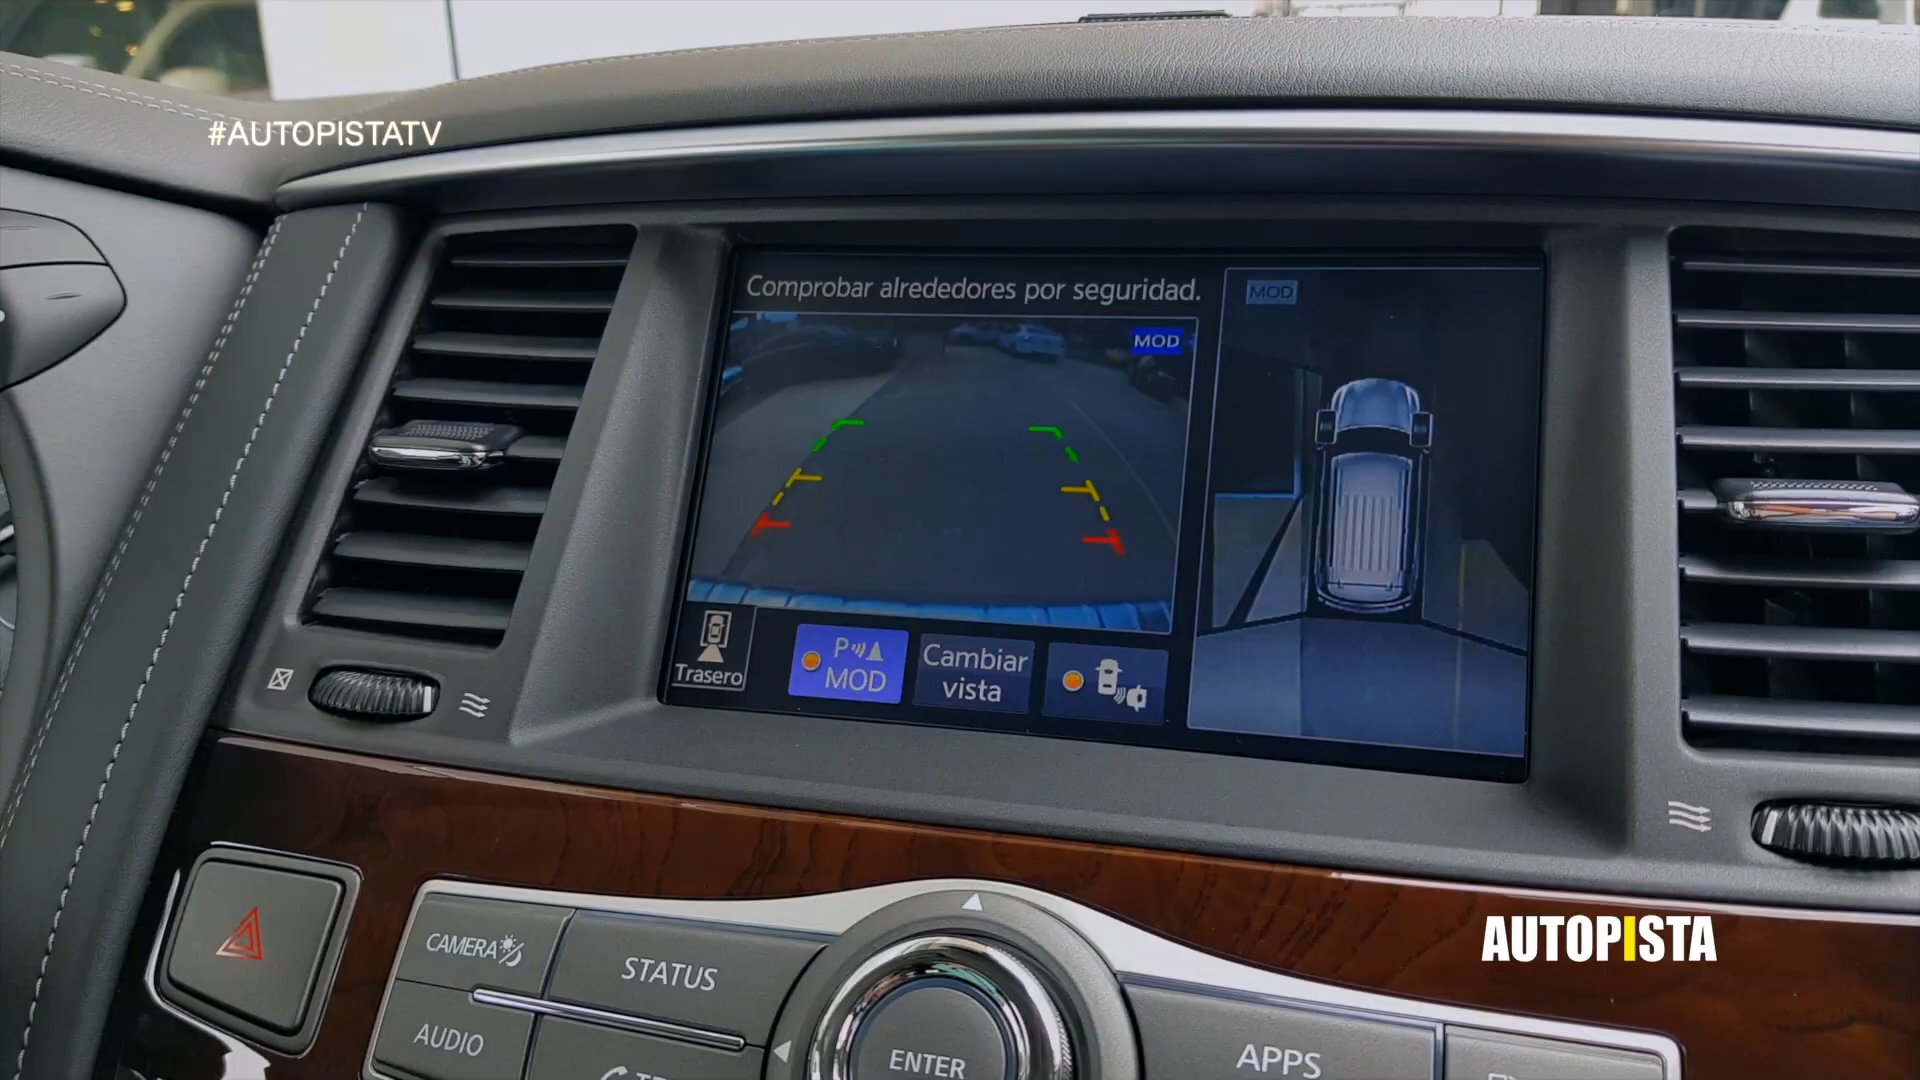 #AUTOPISTATV
Comprobar alrededores por seguridad.
MOD
MOD
Trasero
P
MOD
Cambiar
vista
CAMERA
STATUS
AUDIO
ENTER
APPS
AUTOPISTA